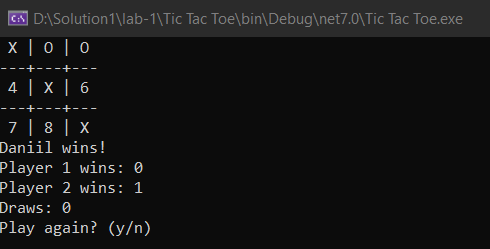 D:\Solution1\lab-1\Tic Tac Toe\bin\Debug\net7.0\Tic Tac Toe.exe
X | O | O
---+---+---
4 | X | 6
---+---+---
7 | 8 | X
Daniil wins!
Player 1 wins: 0
Player 2 wins: 1
Draws: 0
Play again? (y/n)